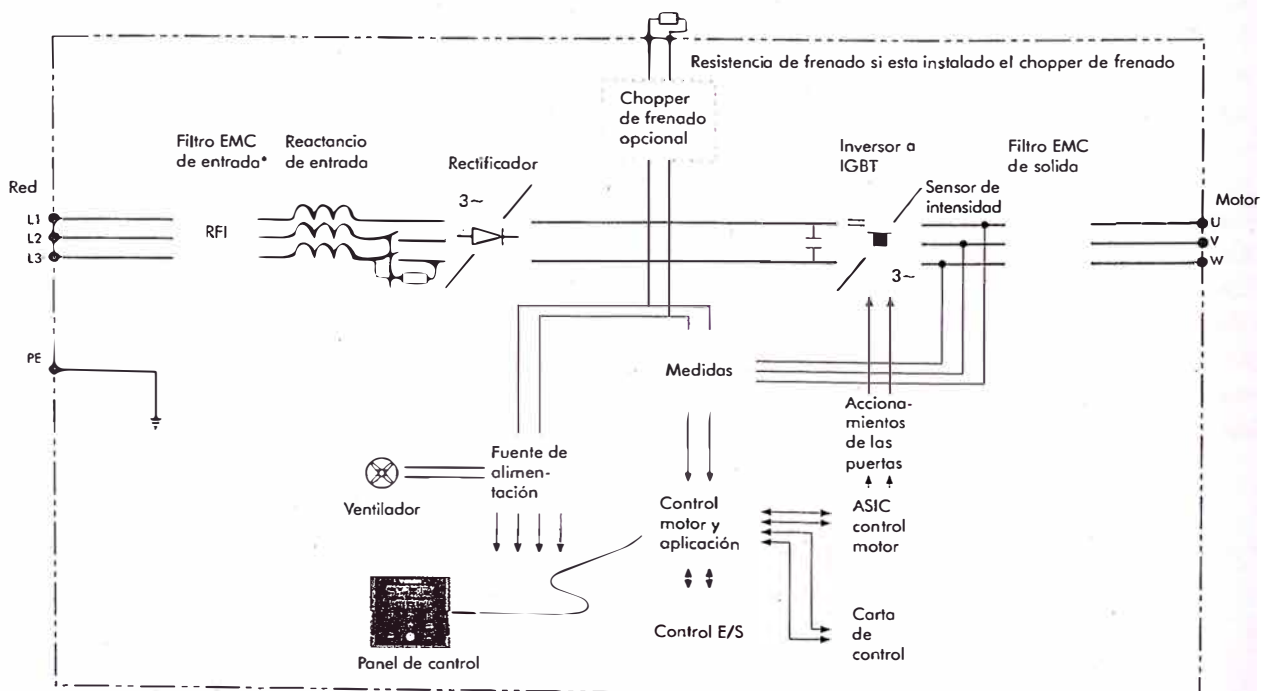 Resistencia de frenado si esta instalado el chopper de frenado
Chopper
de frenado
opcional
Filtro EMC
de entrada*
Reactancio
de entrada
Rectificador
Inversor a
IGBT
Filtro EMC
de solida
Sensor de
intensidad
Red
Motor
3~
L1
L2
L3
RFI
U
V
W
3~
PE
Medidas
Acciona-
mientos
de las
puertas
Fuente de
alimen-
tación
Ventilador
Control
motor y
aplicación
ASIC
control
motor
Control E/S
Carta
de
control
Panel de cantrol